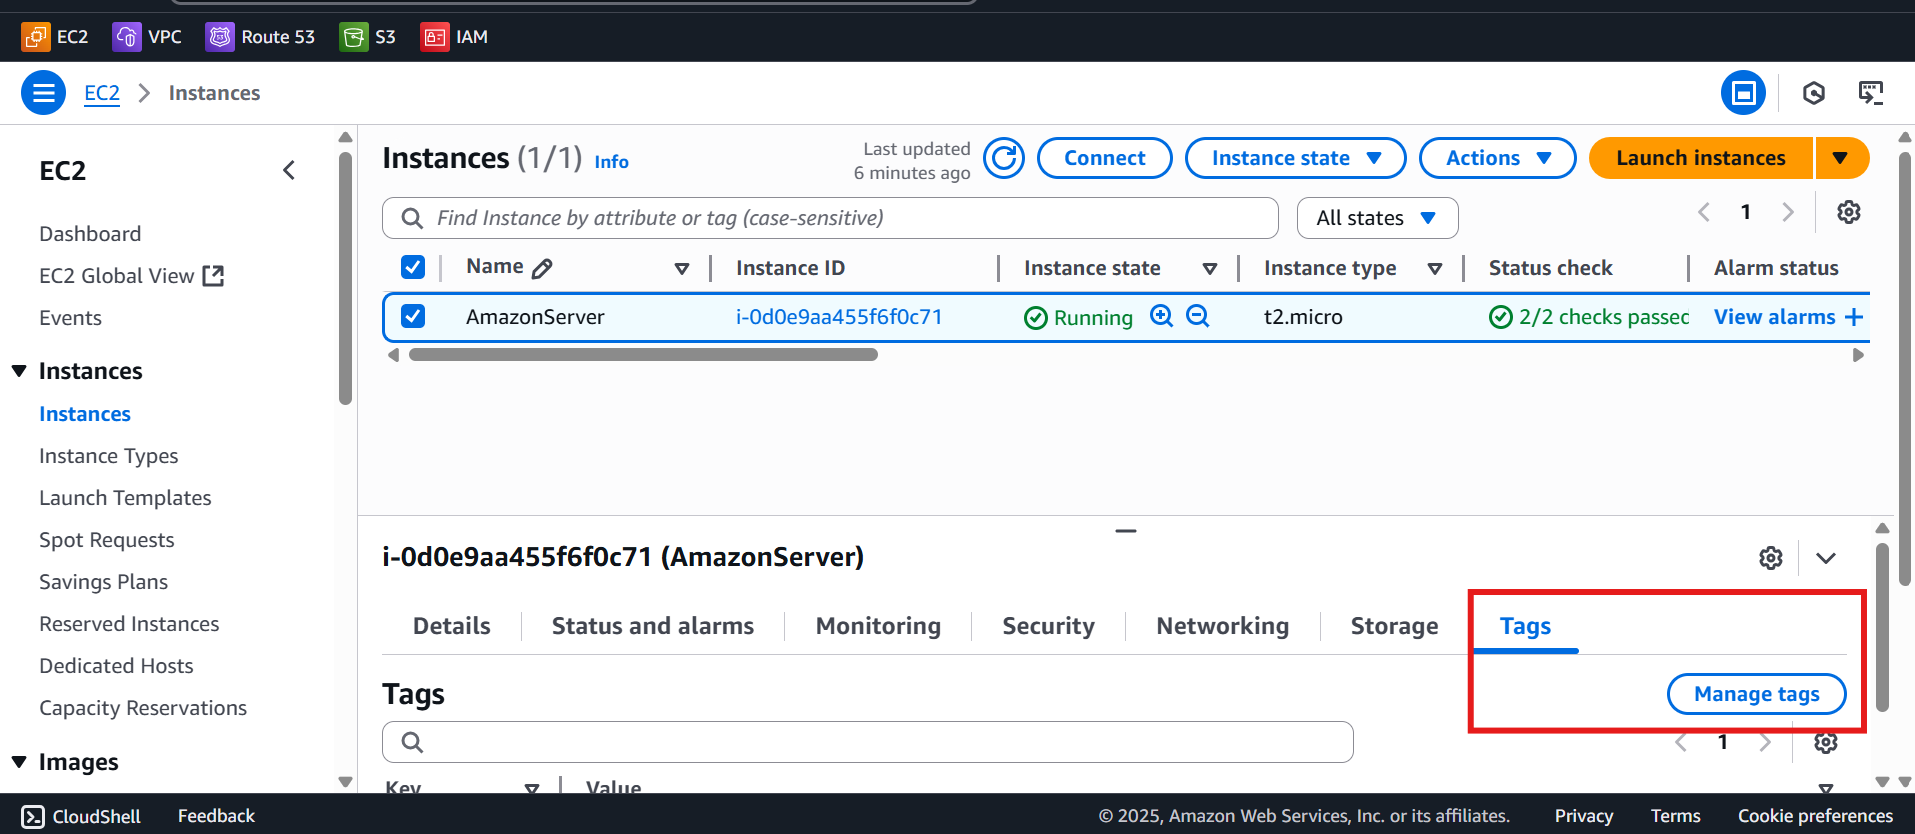 EC2 VPC Route 53 S3 IAM
EC2 Instances
EC2
Dashboard
EC2 Global View
Events
Instances
Instances
Instance Types
Launch Templates
Spot Requests
Savings Plans
Reserved Instances
Dedicated Hosts
Capacity Reservations
Images
Instances (1/1) Info
Last updated
6 minutes ago
Connect Instance state Actions Launch instances
Find Instance by attribute or tag (case-sensitive) All states 1
Name Instance ID Instance state Instance type Status check Alarm status
AmazonServer i-0d0e9aa455f6f0c71 Running t2.micro 2/2 checks passed View alarms +
i-0d0e9aa455f6f0c71 (AmazonServer)
Details Status and alarms Monitoring Security Networking Storage Tags
Tags Manage tags
1
Key Value
CloudShell Feedback © 2025, Amazon Web Services, Inc. or its affiliates. Privacy Terms Cookie preferences